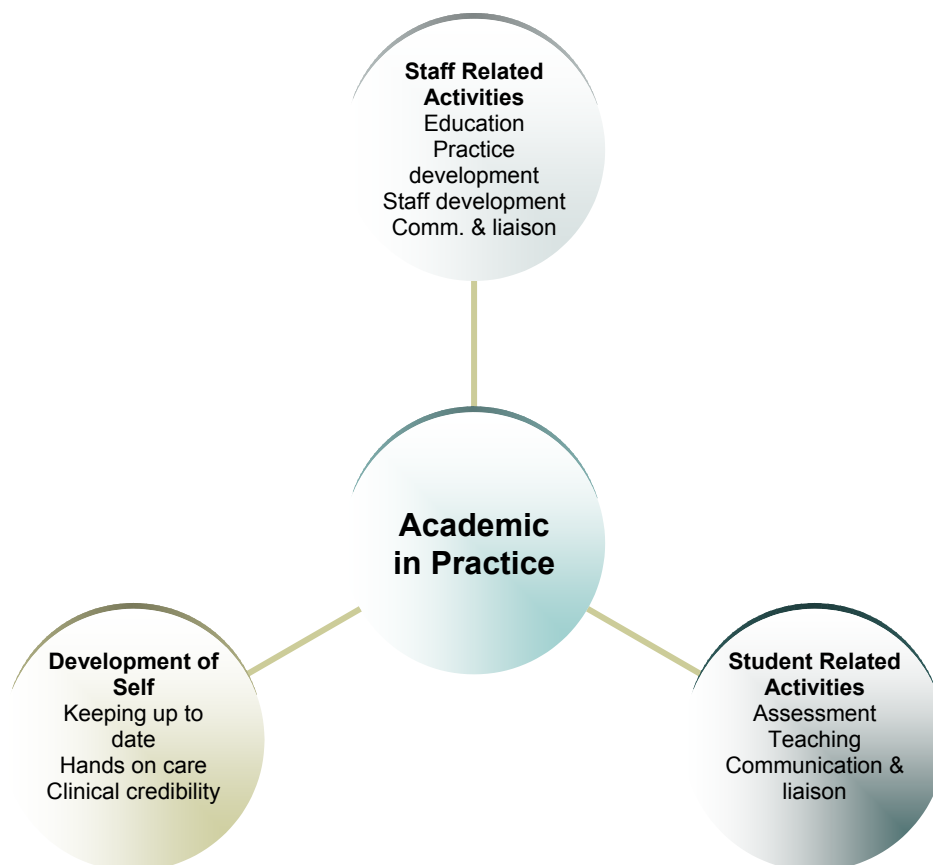 Staff Related
Activities
Education
Practice
development
Staff development
Comm. & liaison
Academic
in Practice
Development of
Self
Keeping up to
date
Hands on care
Clinical credibility
Student Related
Activities
Assessment
Teaching
Communication &
liaison